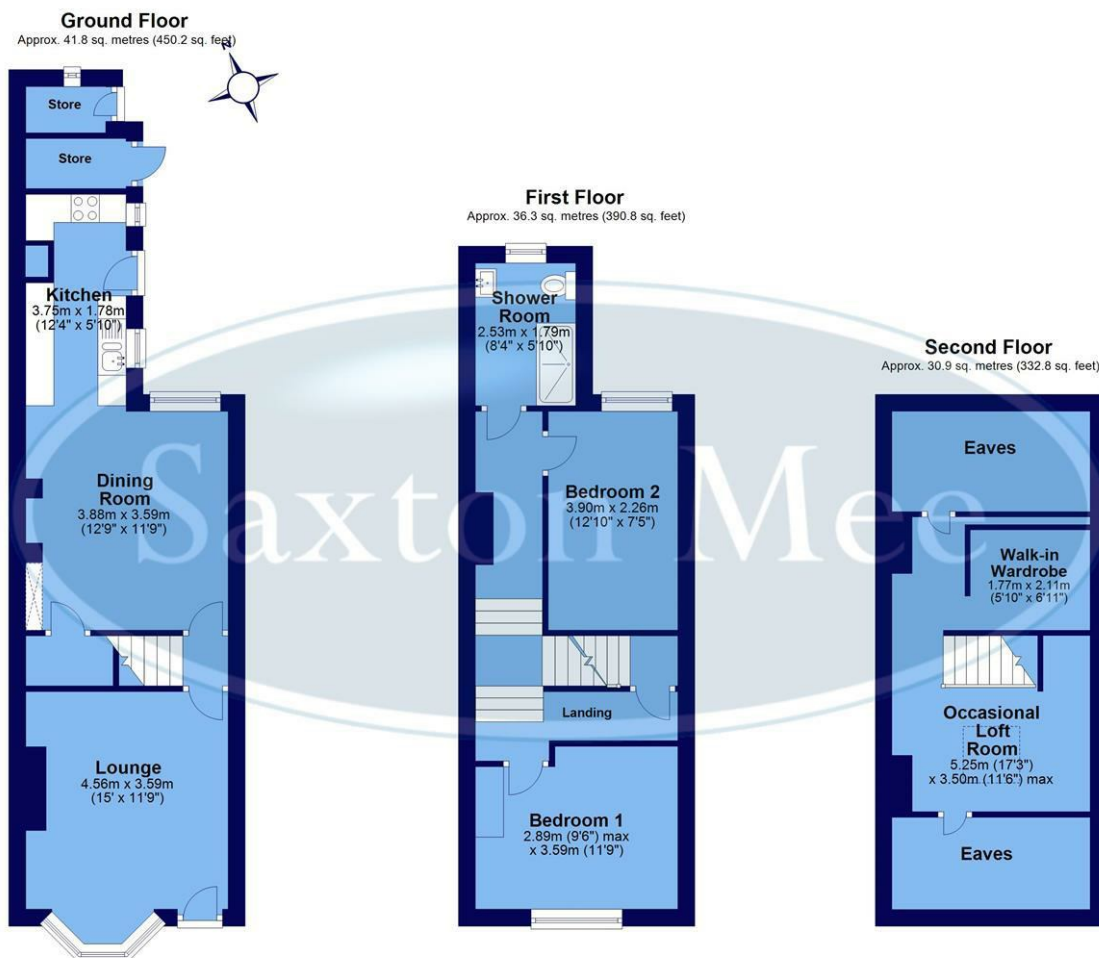 Ground Floor
Approx. 41.8 sq. metres (450.2 sq. feet)
N
Store
Store
Kitchen
3.75m x 1.78m
(12'4" x 5'10")
Dining
Room
3.88m x 3.59m
(12'9" x 11'9")
Lounge
4.56m x 3.59m
(15' x 11'9")
First Floor
Approx. 36.3 sq. metres (390.8 sq. feet)
Shower
Room
2.53m x 1.79m
(8'4" x 5'10")
Bedroom 2
3.90m x 2.26m
(12'10" x 7'5")
Landing
Bedroom 1
2.89m (9'6") max
x 3.59m (11'9")
Second Floor
Approx. 30.9 sq. metres (332.8 sq. feet)
Eaves
Walk-in
Wardrobe
1.77m x 2.11m
(5'10" x 6'11")
Occasional
Loft
Room
5.25m (17'3")
x 3.50m (11'6") max
Eaves
Saxton Mee